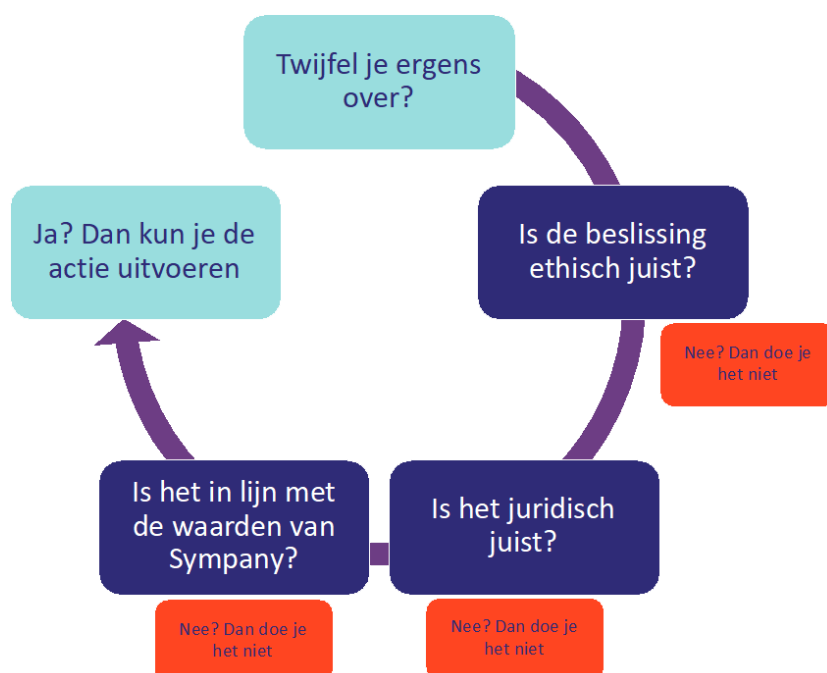 Twijfel je ergens
over?
Is de beslissing
ethisch juist?
Nee? Dan doe je
het niet
Is het juridisch
juist?
Nee? Dan doe je
het niet
Is het in lijn met
de waarden van
Sympany?
Nee? Dan doe je
het niet
Ja? Dan kun je de
actie uitvoeren